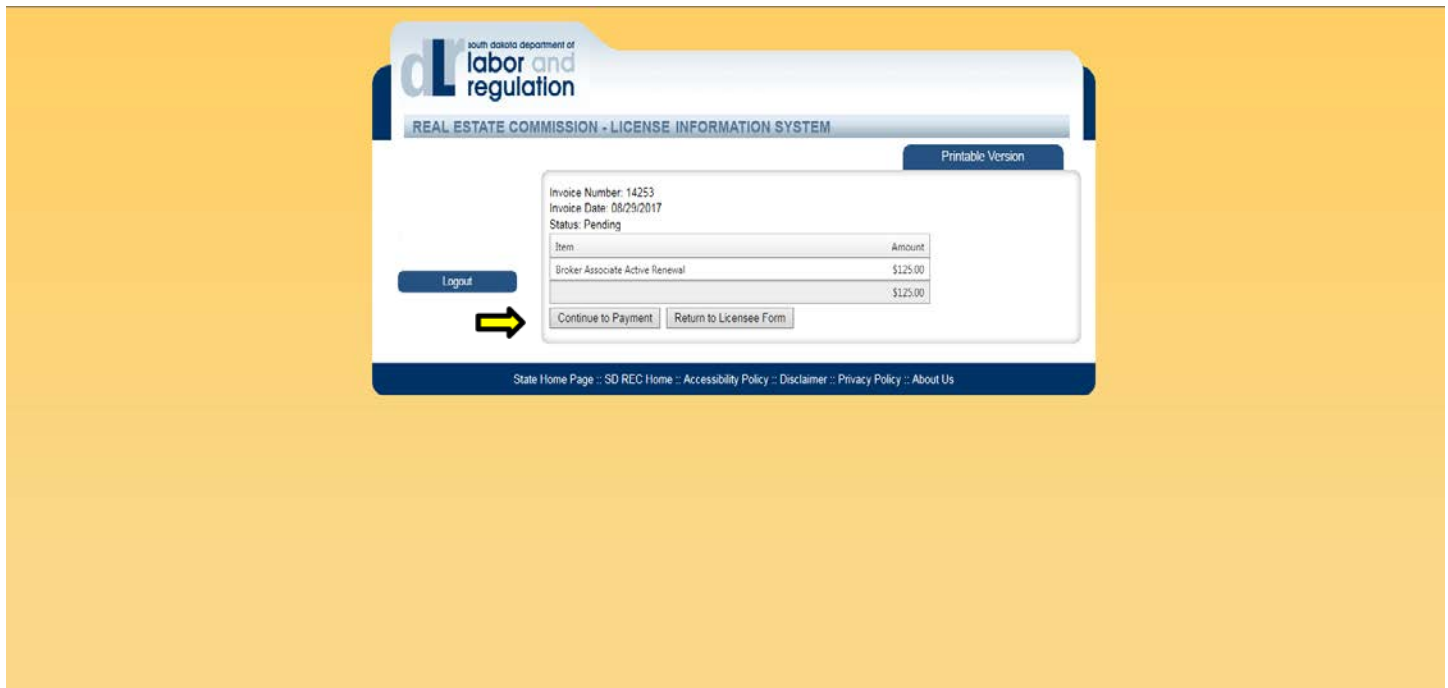 south dakota department of
dlr labor and
regulation
REAL ESTATE COMMISSION - LICENSE INFORMATION SYSTEM
Printable Version
Invoice Number: 14253
Invoice Date: 08/29/2017
Status: Pending
Item Amount
Broker Associate Active Renewal $125.00
$125.00
Logout
Continue to Payment Return to Licensee Form
State Home Page :: SD REC Home :: Accessibility Policy :: Disclaimer :: Privacy Policy :: About Us